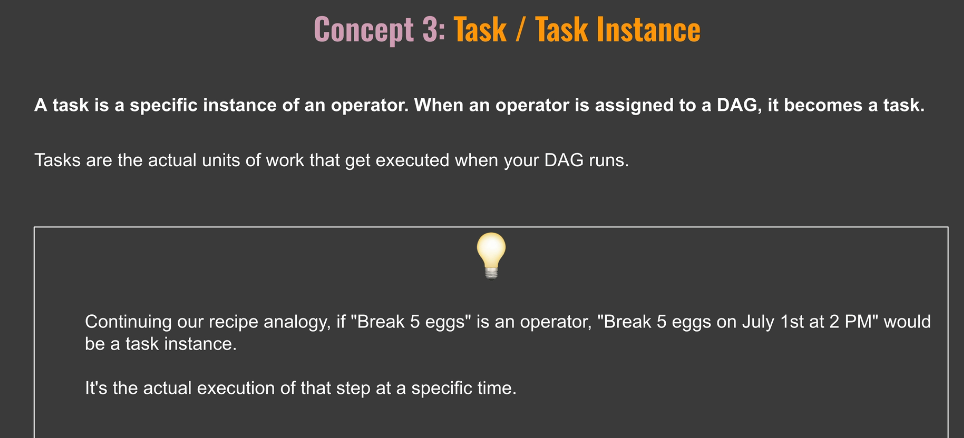 Concept 3: Task / Task Instance
A task is a specific instance of an operator. When an operator is assigned to a DAG, it becomes a task.
Tasks are the actual units of work that get executed when your DAG runs.
Continuing our recipe analogy, if "Break 5 eggs" is an operator, "Break 5 eggs on July 1st at 2 PM" would
be a task instance.
It's the actual execution of that step at a specific time.